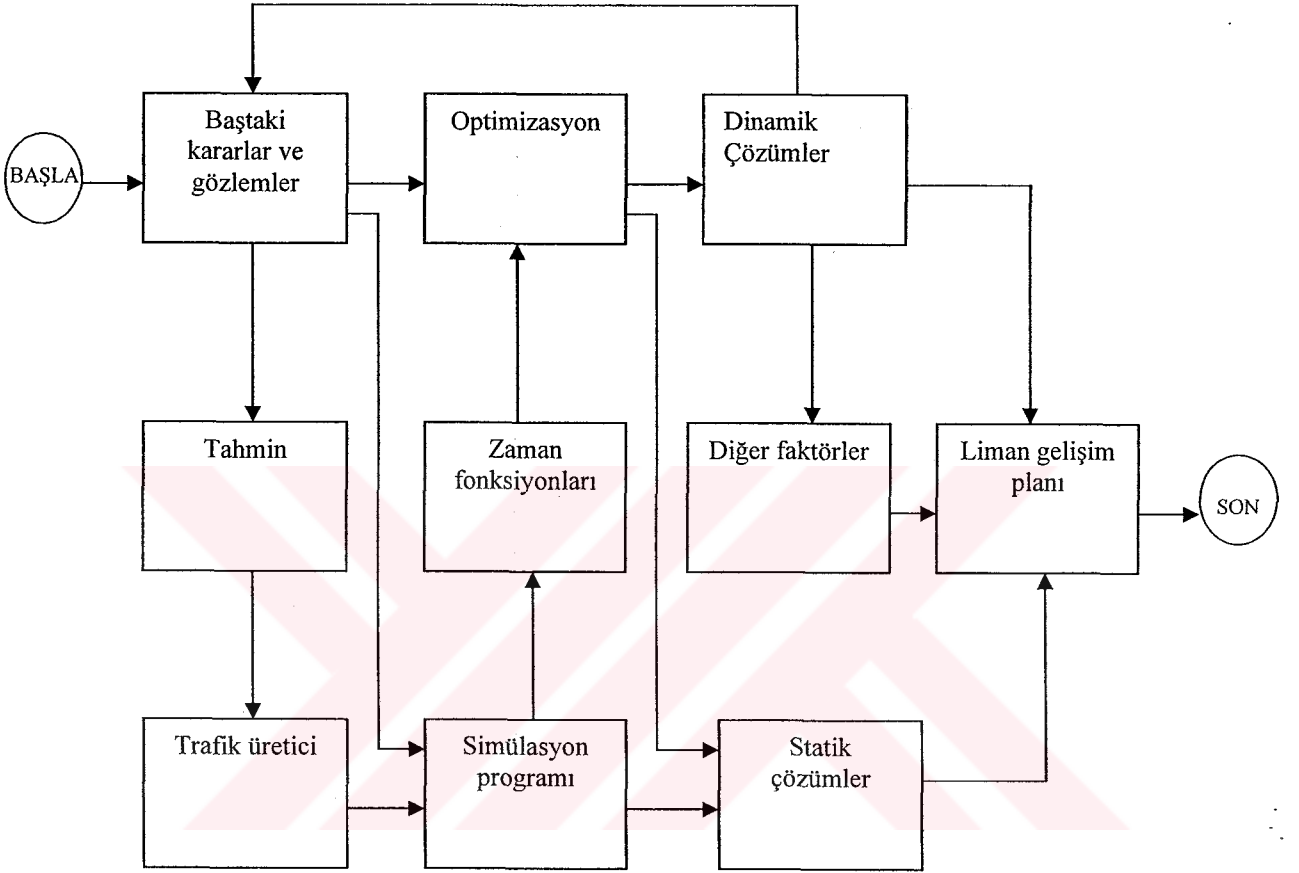 BAŞLA
Baştaki
kararlar ve
gözlemler
Optimizasyon
Dinamik
Çözümler
Tahmin
Zaman
fonksiyonları
Diğer faktörler
Liman gelişim
planı
SON
Trafik üretici
Simülasyon
programı
Statik
çözümler